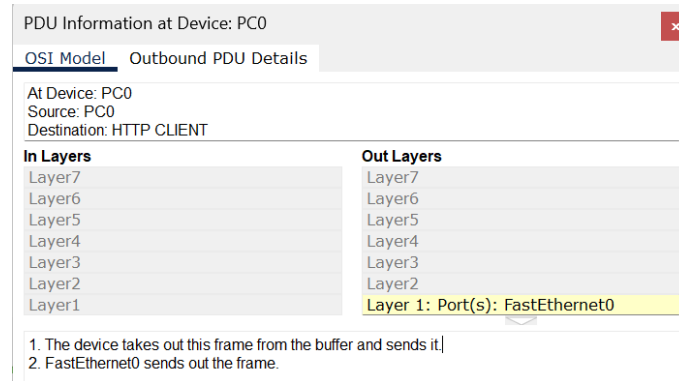 PDU Information at Device: PC0
x
OSI Model Outbound PDU Details
At Device: PC0
Source: PC0
Destination: HTTP CLIENT
In Layers Out Layers
Layer7 Layer7
Layer6 Layer6
Layer5 Layer5
Layer4 Layer4
Layer3 Layer3
Layer2 Layer2
Layer1 Layer 1: Port(s): FastEthernet0
1. The device takes out this frame from the buffer and sends it.
2. FastEthernet0 sends out the frame.